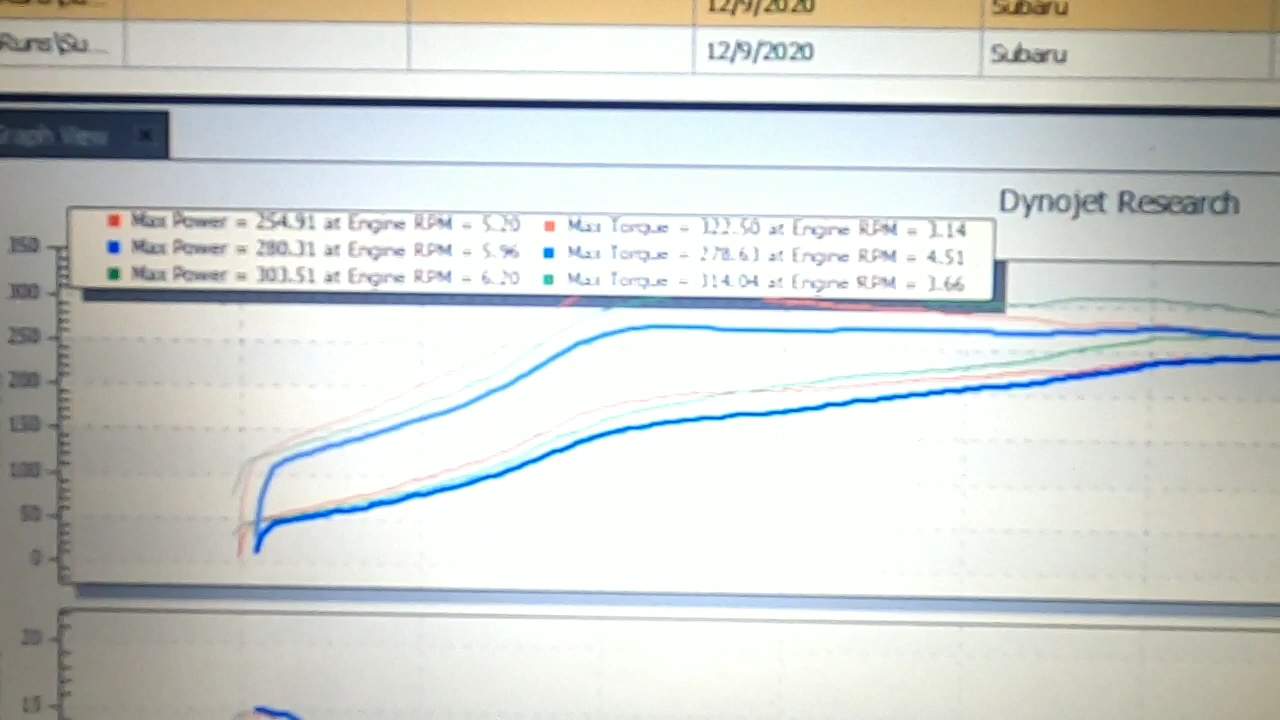 12/9/2020 Subaru
Runs\Su... 12/9/2020 Subaru
Graph View x
Dynojet Research
Max Power = 254.91 at Engine RPM = 5.20 Max Torque = 322.50 at Engine RPM = 3.14
Max Power = 280.31 at Engine RPM = 5.96 Max Torque = 278.63 at Engine RPM = 4.51
Max Power = 303.51 at Engine RPM = 6.20 Max Torque = 314.04 at Engine RPM = 3.66
350
300
250
200
150
100
50
0
20
15